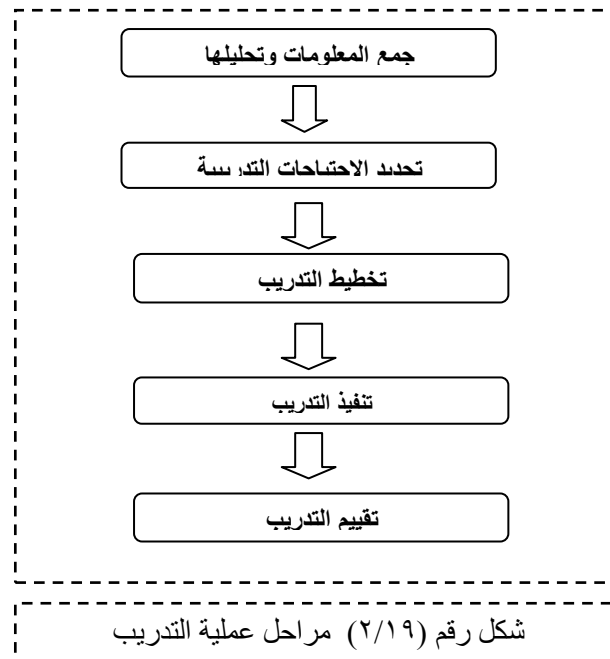 جمع المعلومات وتحليلها
تحديد الاحتياجات التدريبية
تخطيط التدريب
تنفيذ التدريب
تقييم التدريب
شكل رقم (٢/١٩) مراحل عملية التدريب